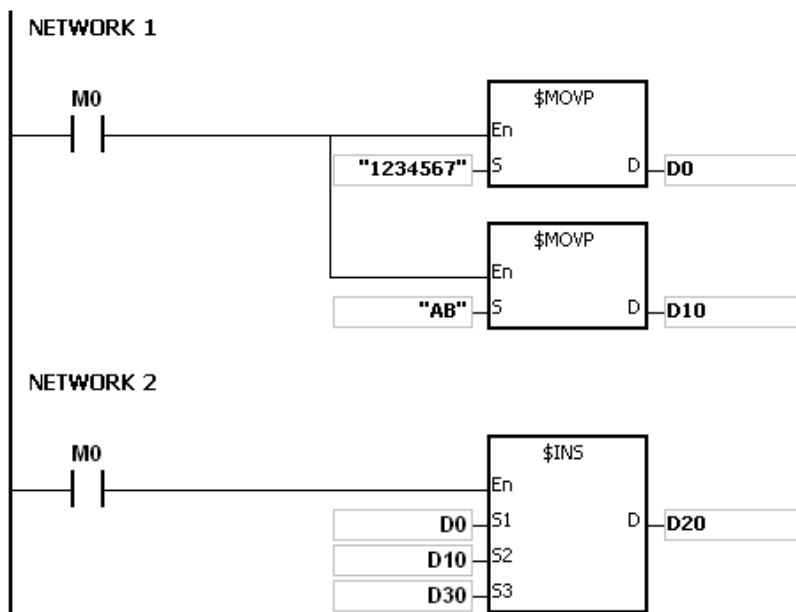 NETWORK 1
M0
$MOVP
En
"1234567" S D D0
$MOVP
En
"AB" S D D10
NETWORK 2
M0
$INS
En
D0 S1 D D20
D10 S2
D30 S3